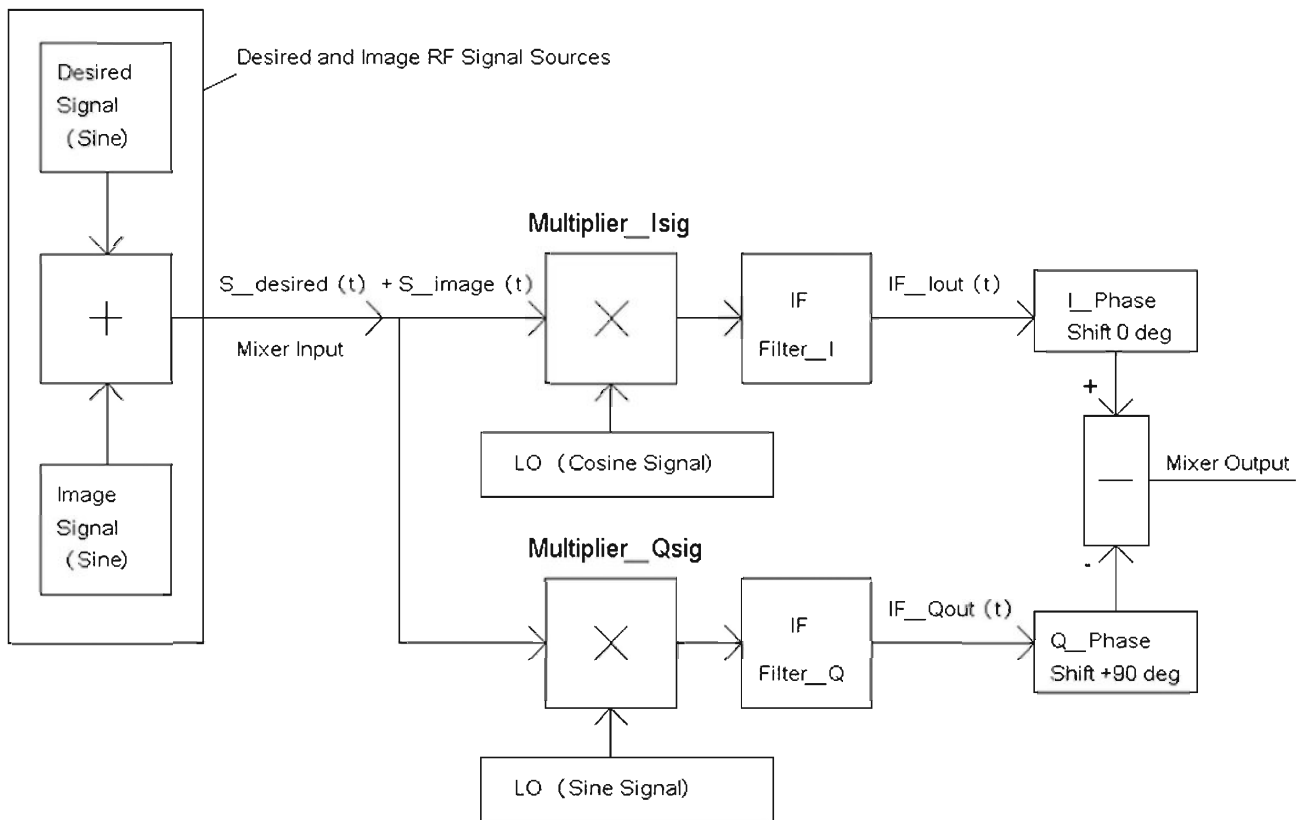 Desired and Image RF Signal Sources
Desired
Signal
(Sine)
+
S__desired (t) + S__image (t)
Mixer Input
Image
Signal
(Sine)
Multiplier__Isig
×
LO (Cosine Signal)
IF
Filter__I
IF__Iout (t)
I__Phase
Shift 0 deg
+
—
Mixer Output
-
Multiplier__Qsig
×
LO (Sine Signal)
IF
Filter__Q
IF__Qout (t)
Q__Phase
Shift +90 deg